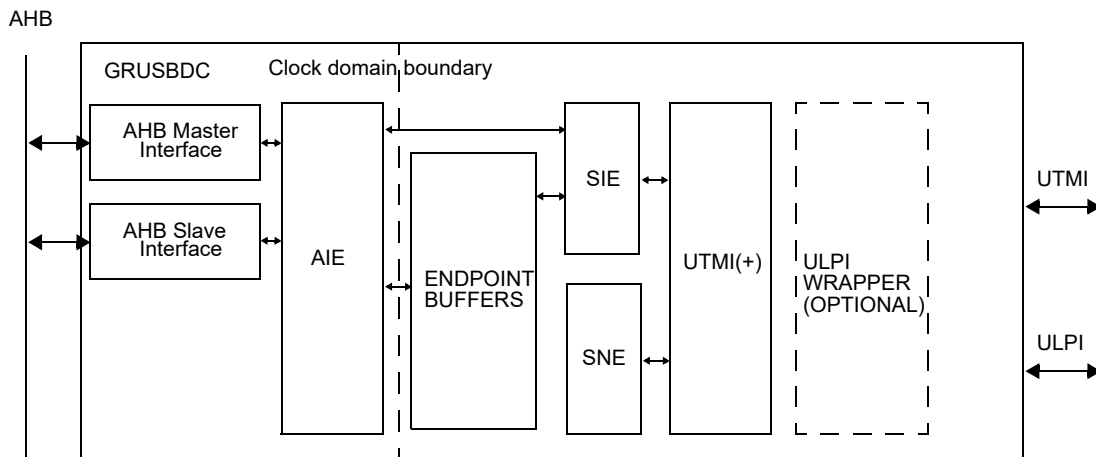 AHB
GRUSBDC
Clock domain boundary
AHB Master
Interface
AHB Slave
Interface
AIE
ENDPOINT
BUFFERS
SIE
SNE
UTMI(+)
ULPI
WRAPPER
(OPTIONAL)
UTMI
ULPI